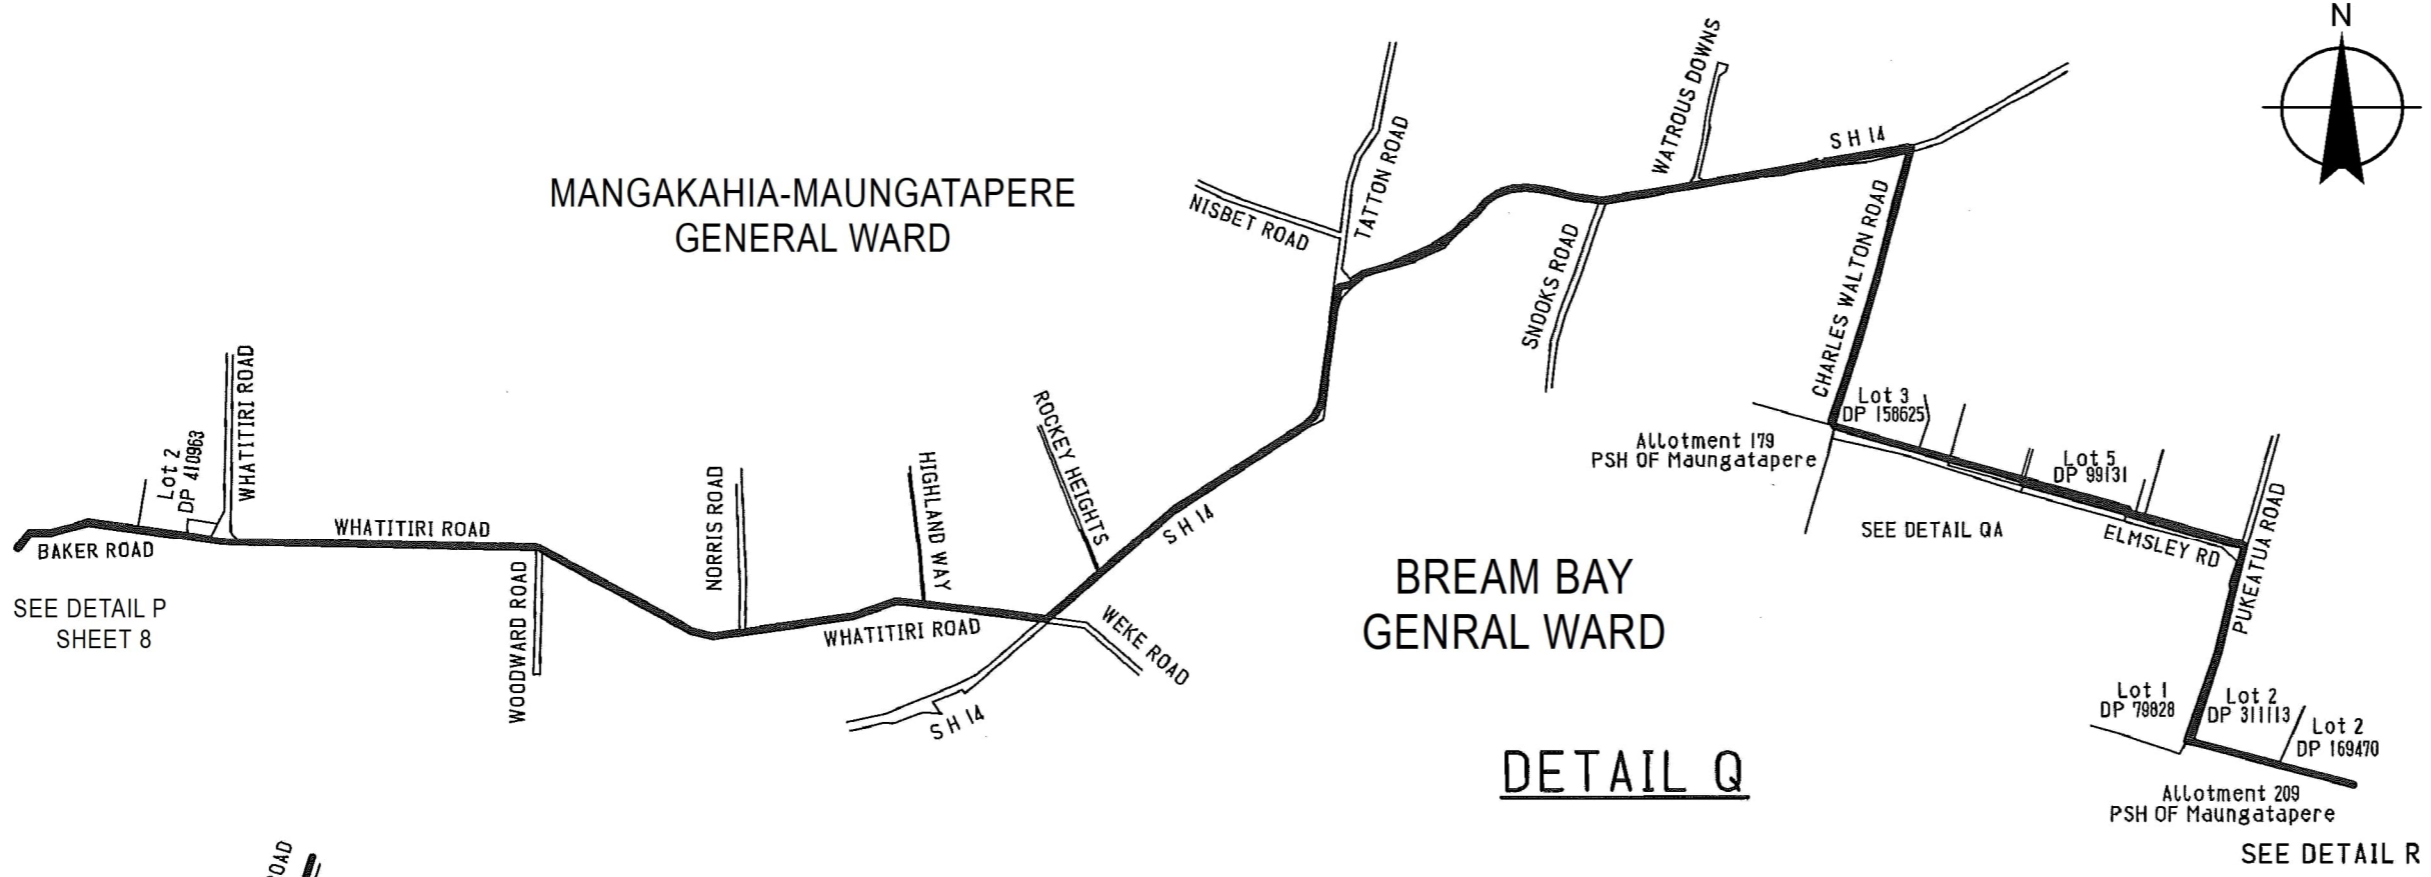 N
WATROUS DOWNS
S H 14
TATTON ROAD
NISBET ROAD
MANGAKAHIA-MAUNGATAPERE
GENERAL WARD
SNOOKS ROAD
CHARLES WALTON ROAD
Lot 3
DP 158625
Allotment 179
PSH OF Maungatapere
Lot 5
DP 99131
SEE DETAIL QA
ELMSLEY RD
PUKEATUA ROAD
WHATITIRI ROAD
Lot 2
DP 410963
WHATITIRI ROAD
BAKER ROAD
SEE DETAIL P
SHEET 8
WOODWARD ROAD
NORRIS ROAD
HIGHLAND WAY
ROCKEY HEIGHTS
S H 14
WHATITIRI ROAD
WEKE ROAD
S H 14
BREAM BAY
GENRAL WARD
Lot 1
DP 79828
Lot 2
DP 311113
Lot 2
DP 169470
DETAIL Q
Allotment 209
PSH OF Maungatapere
SEE DETAIL R
OAD